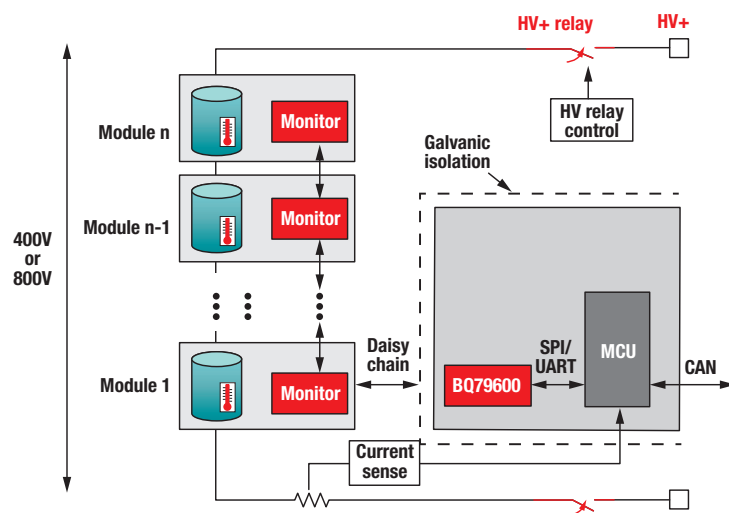 HV+ relay
HV+
Module n
Monitor
HV relay
control
Galvanic
isolation
Module n-1
Monitor
400V
or
800V
Daisy
chain
SPI/
UART
MCU
CAN
BQ79600
Module 1
Monitor
Current
sense